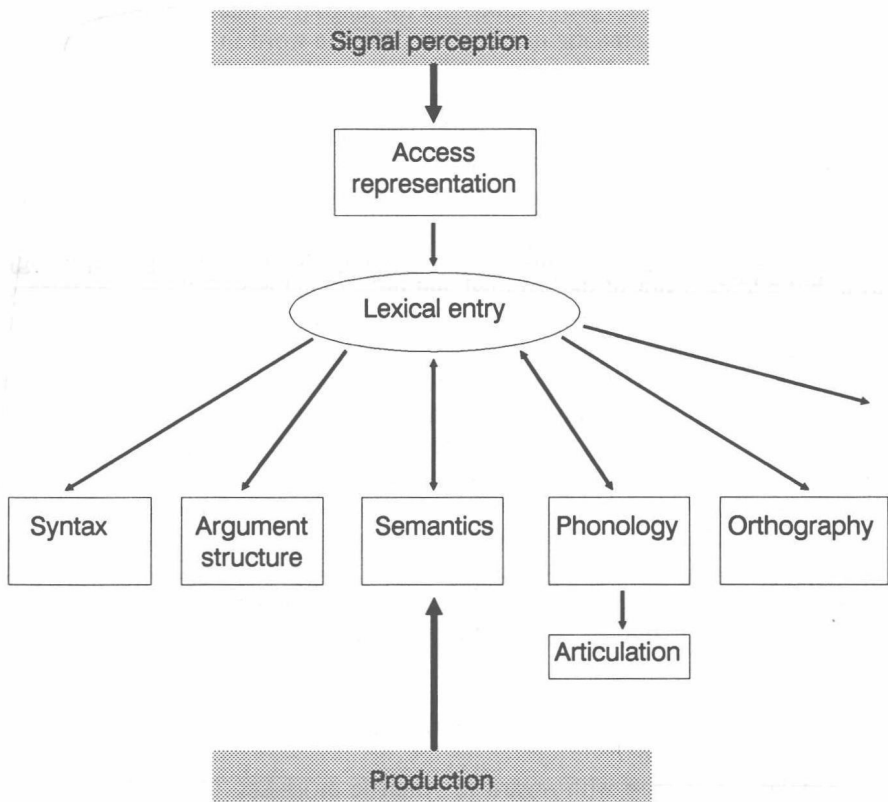 Signal perception
Access
representation
Lexical entry
Syntax
Argument
structure
Semantics
Phonology
Orthography
Articulation
Production